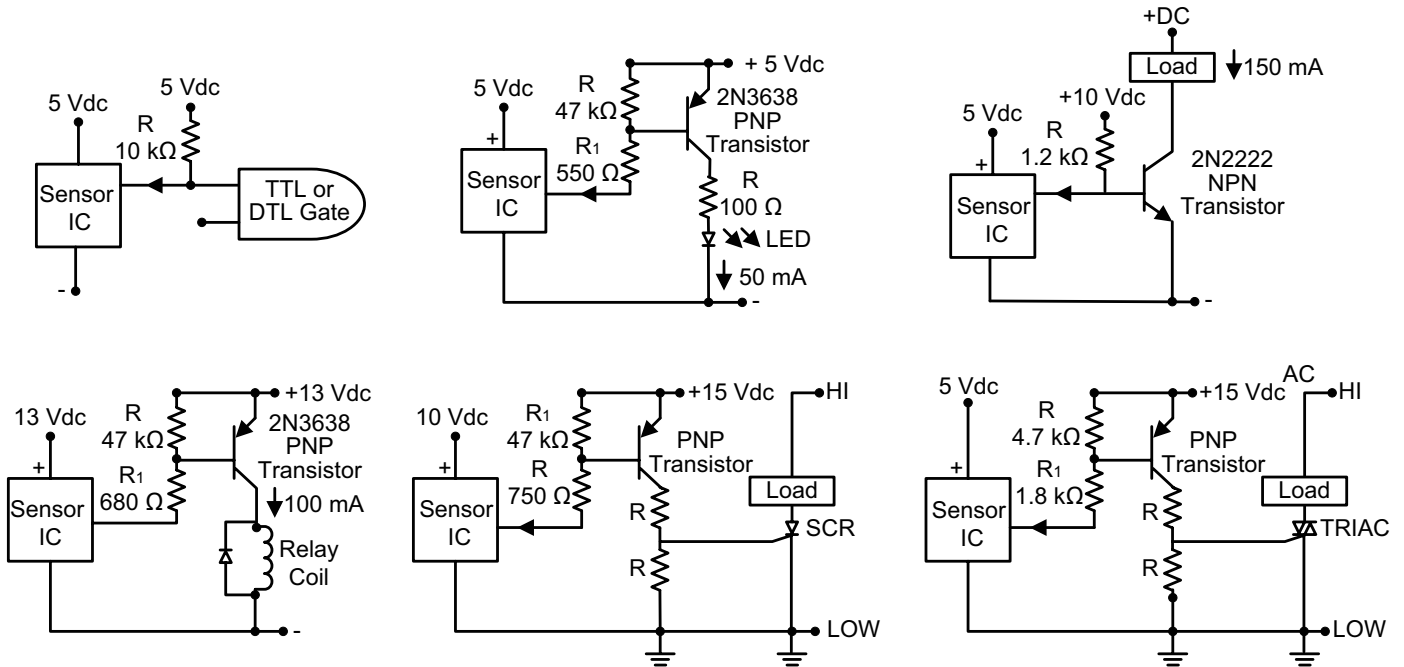 5 Vdc
5 Vdc
R
10 kΩ
Sensor
IC
TTL or
DTL Gate
-
5 Vdc
+
+ 5 Vdc
R
47 kΩ
2N3638
PNP
Transistor
R1
550 Ω
Sensor
IC
R
100 Ω
LED
50 mA
-
+DC
Load
150 mA
5 Vdc
+
+10 Vdc
R
1.2 kΩ
2N2222
NPN
Transistor
Sensor
IC
-
13 Vdc
+
+13 Vdc
R
47 kΩ
2N3638
PNP
Transistor
R1
680 Ω
100 mA
Sensor
IC
Relay
Coil
-
10 Vdc
+
+15 Vdc
HI
R1
47 kΩ
PNP
Transistor
R
750 Ω
Load
Sensor
IC
R
SCR
R
LOW
5 Vdc
+
+15 Vdc
AC
HI
R
4.7 kΩ
PNP
Transistor
R1
1.8 kΩ
Load
Sensor
IC
R
TRIAC
R
LOW